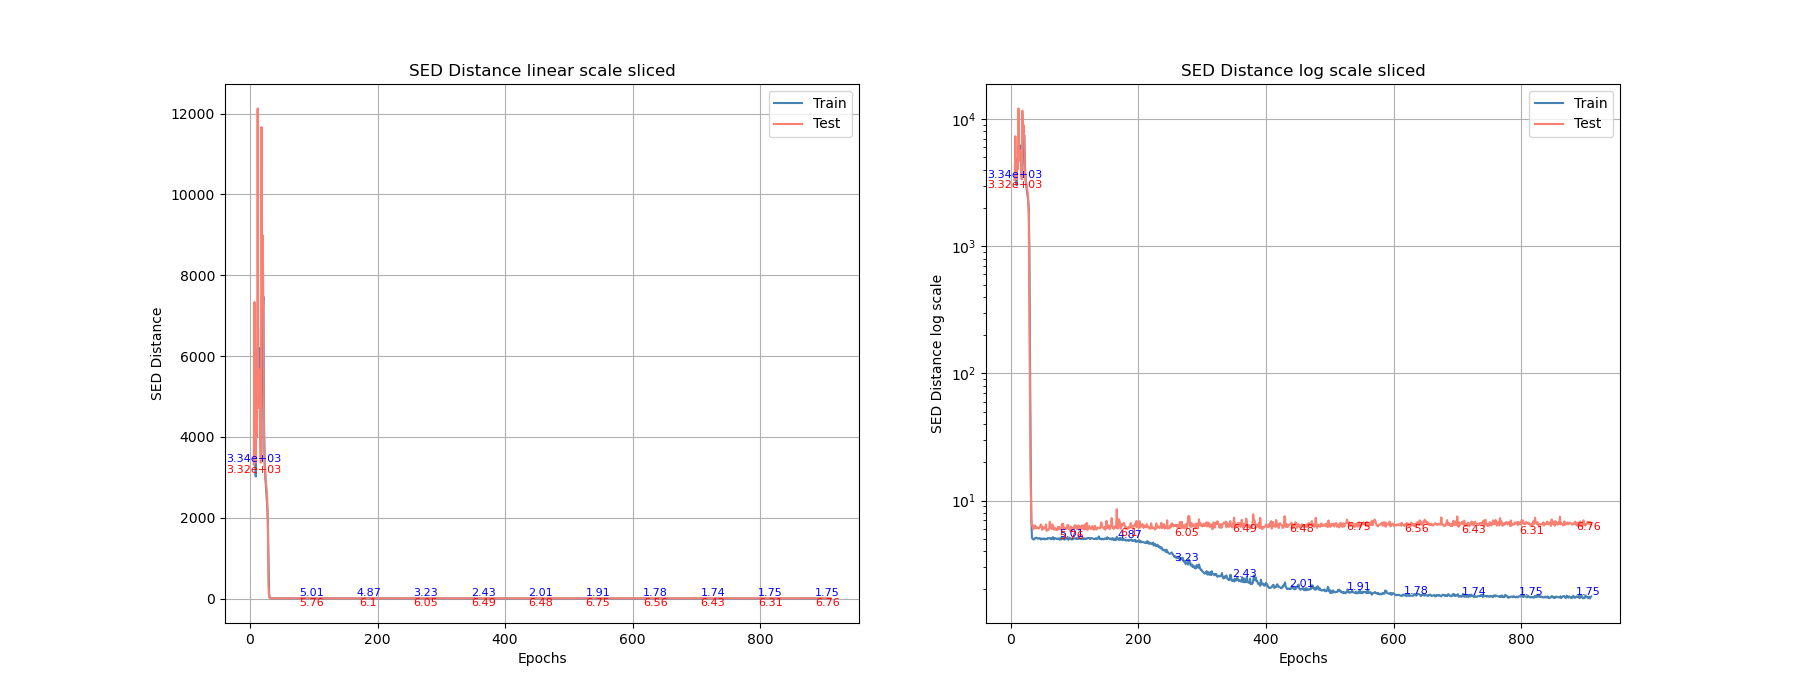 SED Distance linear scale sliced
Train
Test
12000
10000
8000
6000
4000
2000
0
SED Distance
3.34e+03
3.32e+03
5.01 4.87 3.23 2.43 2.01 1.91 1.78 1.74 1.75 1.75
5.76 6.1 6.05 6.49 6.48 6.75 6.56 6.43 6.31 6.76
0 200 400 600 800
Epochs
SED Distance log scale sliced
Train
Test
10^4
10^3
10^2
10^1
SED Distance log scale
3.34e+03
3.32e+03
6.05 6.49 6.48 6.75 6.56 6.43 6.31 6.76
5.01 4.87 3.23 2.43 2.01 1.91 1.78 1.74 1.75 1.75
0 200 400 600 800
Epochs